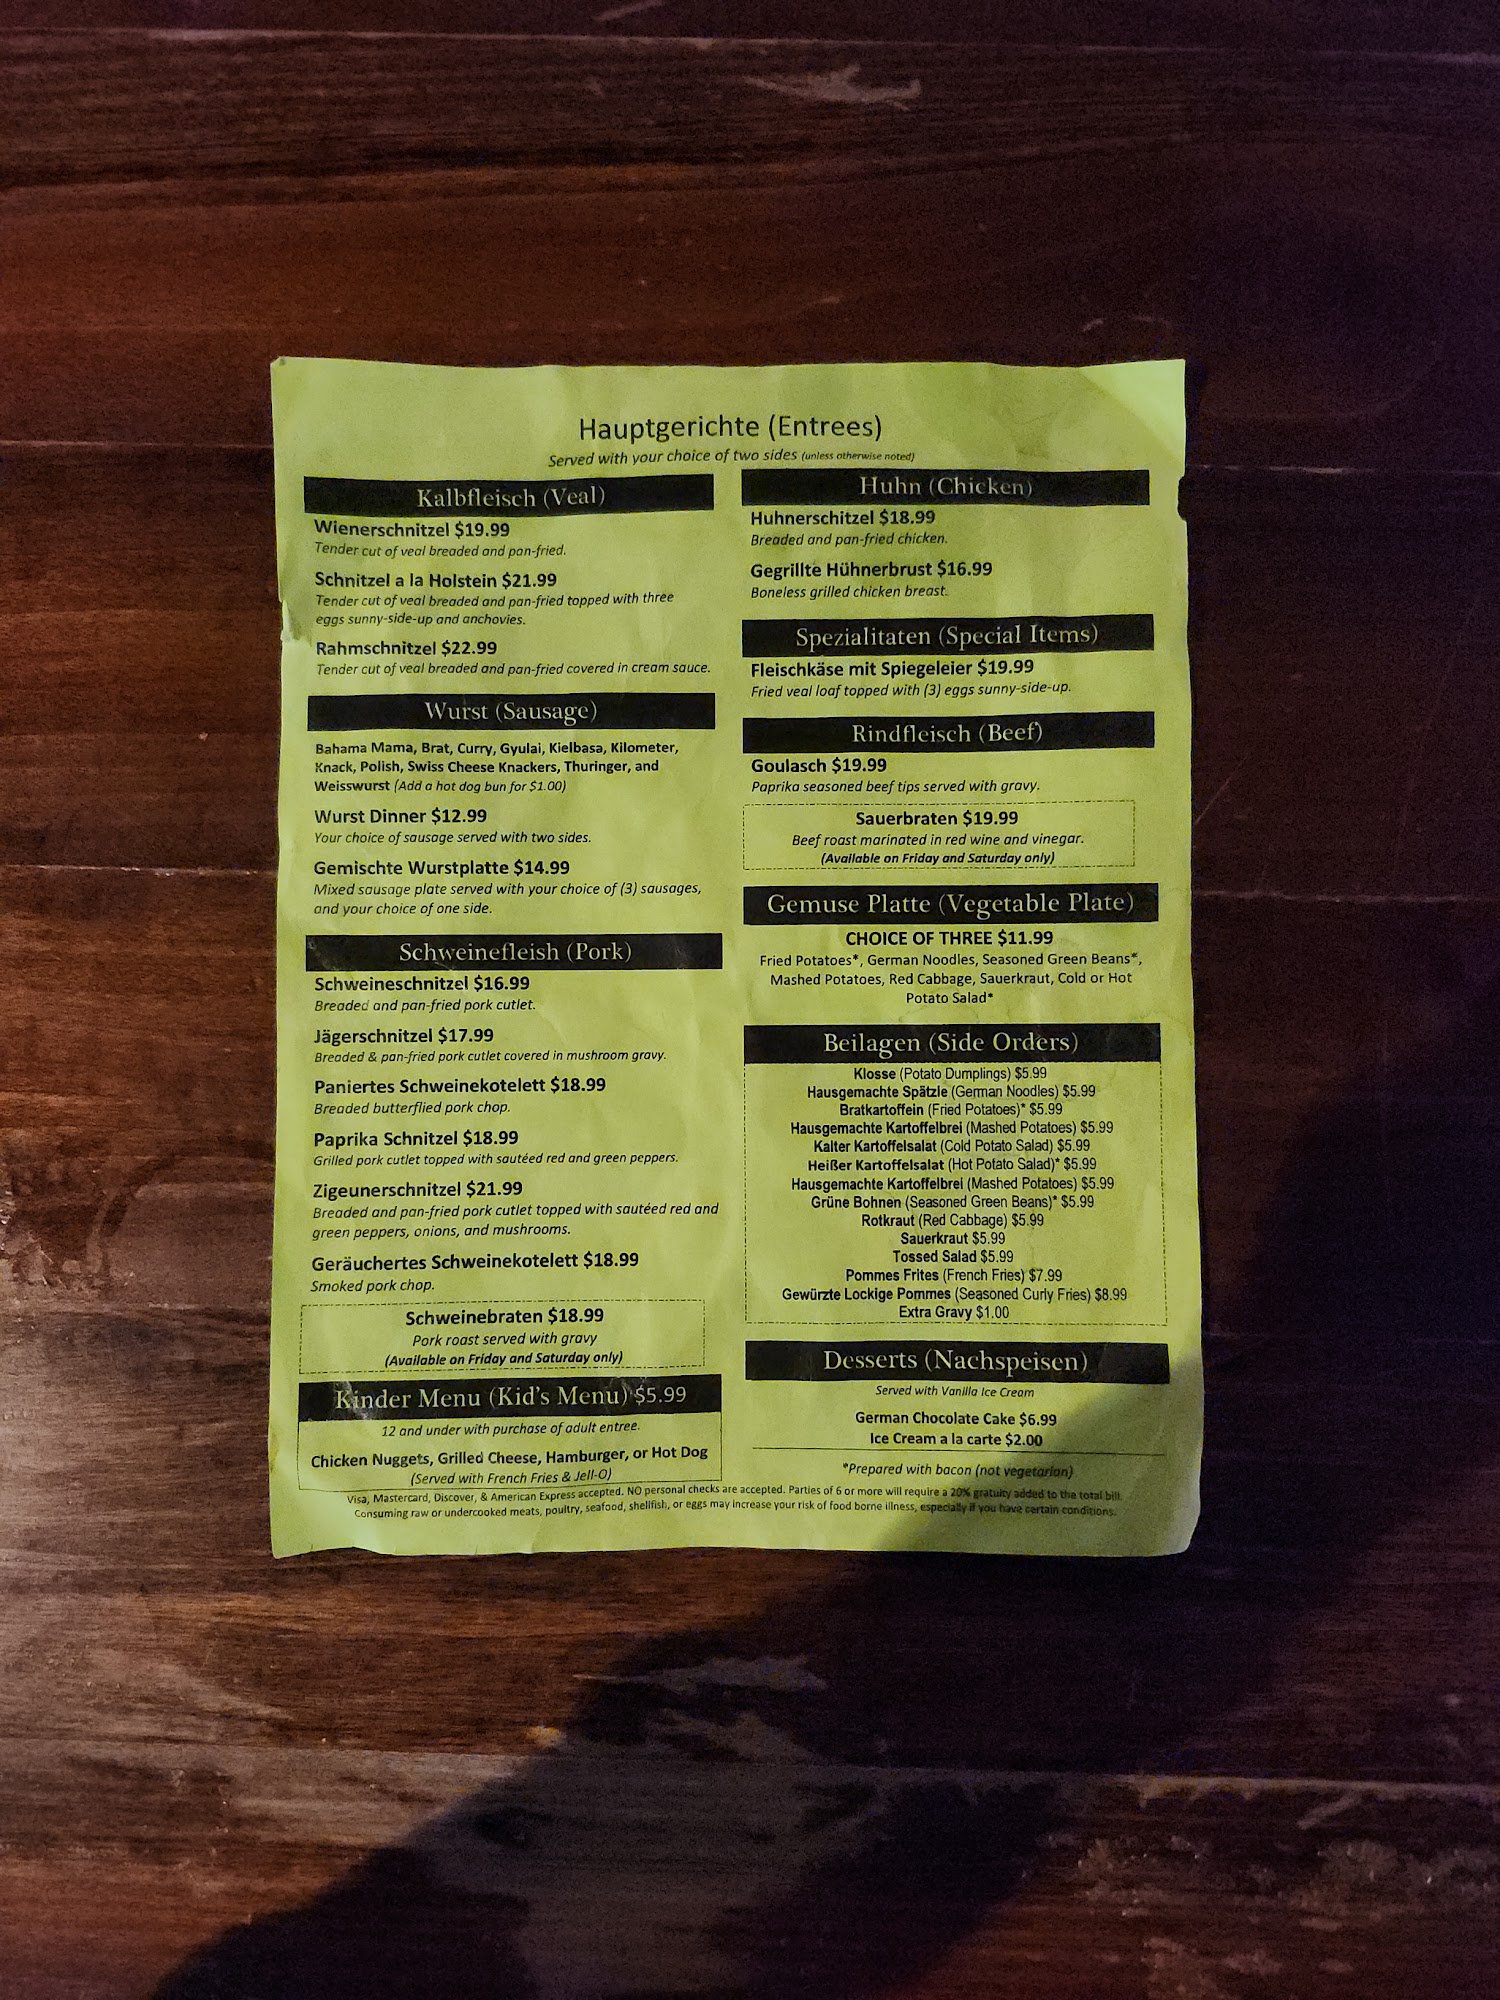 Hauptgerichte (Entrees)
Served with your choice of two sides (unless otherwise noted)
Kalbfleisch (Veal)
Wienerschnitzel $19.99
Tender cut of veal breaded and pan-fried.
Schnitzel a la Holstein $21.99
Tender cut of veal breaded and pan-fried topped with three
eggs sunny-side-up and anchovies.
Rahmschnitzel $22.99
Tender cut of veal breaded and pan-fried covered in cream sauce.
Wurst (Sausage)
Bahama Mama, Brat, Curry, Gyulai, Kielbasa, Kilometer,
Knack, Polish, Swiss Cheese Knackers, Thuringer, and
Weisswurst (Add a hot dog bun for $1.00)
Wurst Dinner $12.99
Your choice of sausage served with two sides.
Gemischte Wurstplatte $14.99
Mixed sausage plate served with your choice of (3) sausages,
and your choice of one side.
Schweinefleish (Pork)
Schweineschnitzel $16.99
Breaded and pan-fried pork cutlet.
Jägerschnitzel $17.99
Breaded & pan-fried pork cutlet covered in mushroom gravy.
Paniertes Schweinekotelett $18.99
Breaded butterflied pork chop.
Paprika Schnitzel $18.99
Grilled pork cutlet topped with sautéed red and green peppers.
Zigeunerschnitzel $21.99
Breaded and pan-fried pork cutlet topped with sautéed red and
green peppers, onions, and mushrooms.
Geräuchertes Schweinekotelett $18.99
Smoked pork chop.
Schweinebraten $18.99
Pork roast served with gravy
(Available on Friday and Saturday only)
Kinder Menu (Kid's Menu) $5.99
12 and under with purchase of adult entree.
Chicken Nuggets, Grilled Cheese, Hamburger, or Hot Dog
(Served with French Fries & Jell-O)
Huhn (Chicken)
Huhnerschitzel $18.99
Breaded and pan-fried chicken.
Gegrillte Hühnerbrust $16.99
Boneless grilled chicken breast.
Spezialitaten (Special Items)
Fleischkäse mit Spiegeleier $19.99
Fried veal loaf topped with (3) eggs sunny-side-up.
Rindfleisch (Beef)
Goulasch $19.99
Paprika seasoned beef tips served with gravy.
Sauerbraten $19.99
Beef roast marinated in red wine and vinegar.
(Available on Friday and Saturday only)
Gemuse Platte (Vegetable Plate)
CHOICE OF THREE $11.99
Fried Potatoes*, German Noodles, Seasoned Green Beans*,
Mashed Potatoes, Red Cabbage, Sauerkraut, Cold or Hot
Potato Salad*
Beilagen (Side Orders)
Klosse (Potato Dumplings) $5.99
Hausgemachte Spätzle (German Noodles) $5.99
Bratkartoffein (Fried Potatoes)* $5.99
Hausgemachte Kartoffelbrei (Mashed Potatoes) $5.99
Kalter Kartoffelsalat (Cold Potato Salad) $5.99
Heißer Kartoffelsalat (Hot Potato Salad)* $5.99
Hausgemachte Kartoffelbrei (Mashed Potatoes) $5.99
Grüne Bohnen (Seasoned Green Beans)* $5.99
Rotkraut (Red Cabbage) $5.99
Sauerkraut $5.99
Tossed Salad $5.99
Pommes Frites (French Fries) $7.99
Gewürzte Lockige Pommes (Seasoned Curly Fries) $8.99
Extra Gravy $1.00
Desserts (Nachspeisen)
Served with Vanilla Ice Cream
German Chocolate Cake $6.99
Ice Cream a la carte $2.00
*Prepared with bacon (not vegetarian)
Visa, Mastercard, Discover, & American Express accepted. NO personal checks are accepted. Parties of 6 or more will require a 20% gratuity added to the total bill.
Consuming raw or undercooked meats, poultry, seafood, shellfish, or eggs may increase your risk of food borne illness, especially if you have certain conditions.